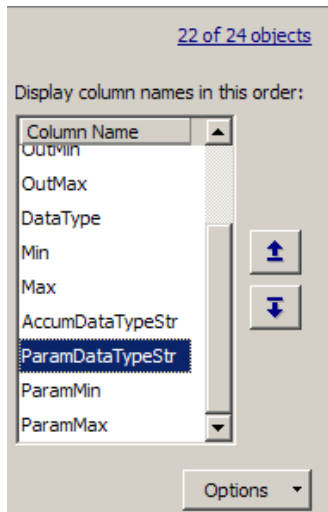 22 of 24 objects
Display column names in this order:
Column Name
OutMin
OutMax
DataType
Min
Max
AccumDataTypeStr
ParamDataTypeStr
ParamMin
ParamMax
Options